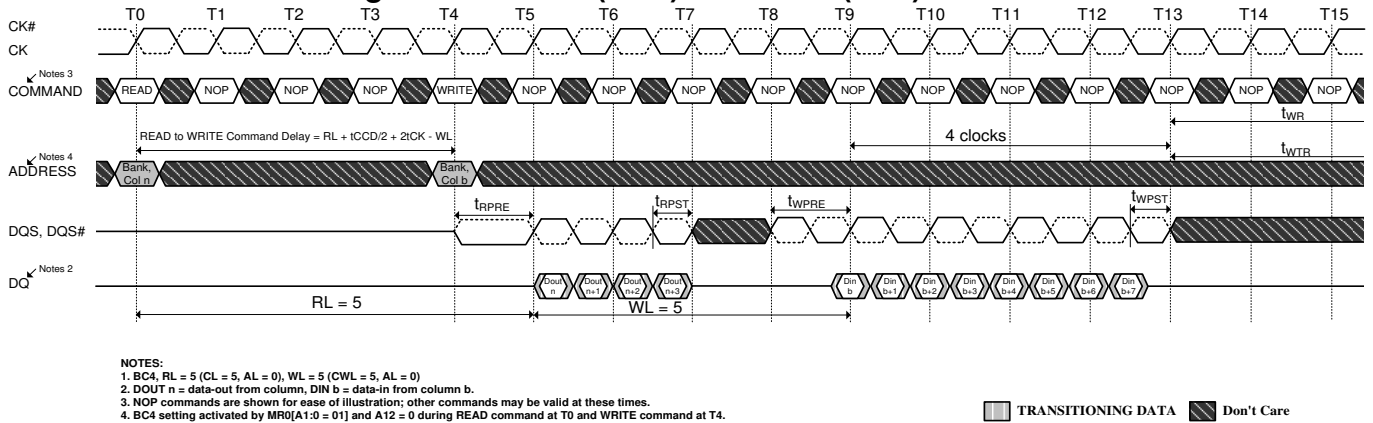 T0 T1 T2 T3 T4 T5 T6 T7 T8 T9 T10 T11 T12 T13 T14 T15
CK#
CK
Notes 3
COMMAND
READ NOP NOP NOP WRITE NOP NOP NOP NOP NOP NOP NOP NOP NOP NOP NOP
tWR
READ to WRITE Command Delay = RL + tCCD/2 + 2tCK - WL
4 clocks
tWTR
Notes 4
ADDRESS
Bank, Col n
Bank, Col b
tRPRE tRPST tWPRE tWPST
DQS, DQS#
Notes 2
DQ
Dout n Dout n+1 Dout n+2 Dout n+3 Din b Din b+1 Din b+2 Din b+3 Din b+4 Din b+5 Din b+6 Din b+7
RL = 5 WL = 5
NOTES:
1. BC4, RL = 5 (CL = 5, AL = 0), WL = 5 (CWL = 5, AL = 0)
2. DOUT n = data-out from column, DIN b = data-in from column b.
3. NOP commands are shown for ease of illustration; other commands may be valid at these times.
4. BC4 setting activated by MR0[A1:0 = 01] and A12 = 0 during READ command at T0 and WRITE command at T4.
TRANSITIONING DATA Don't Care